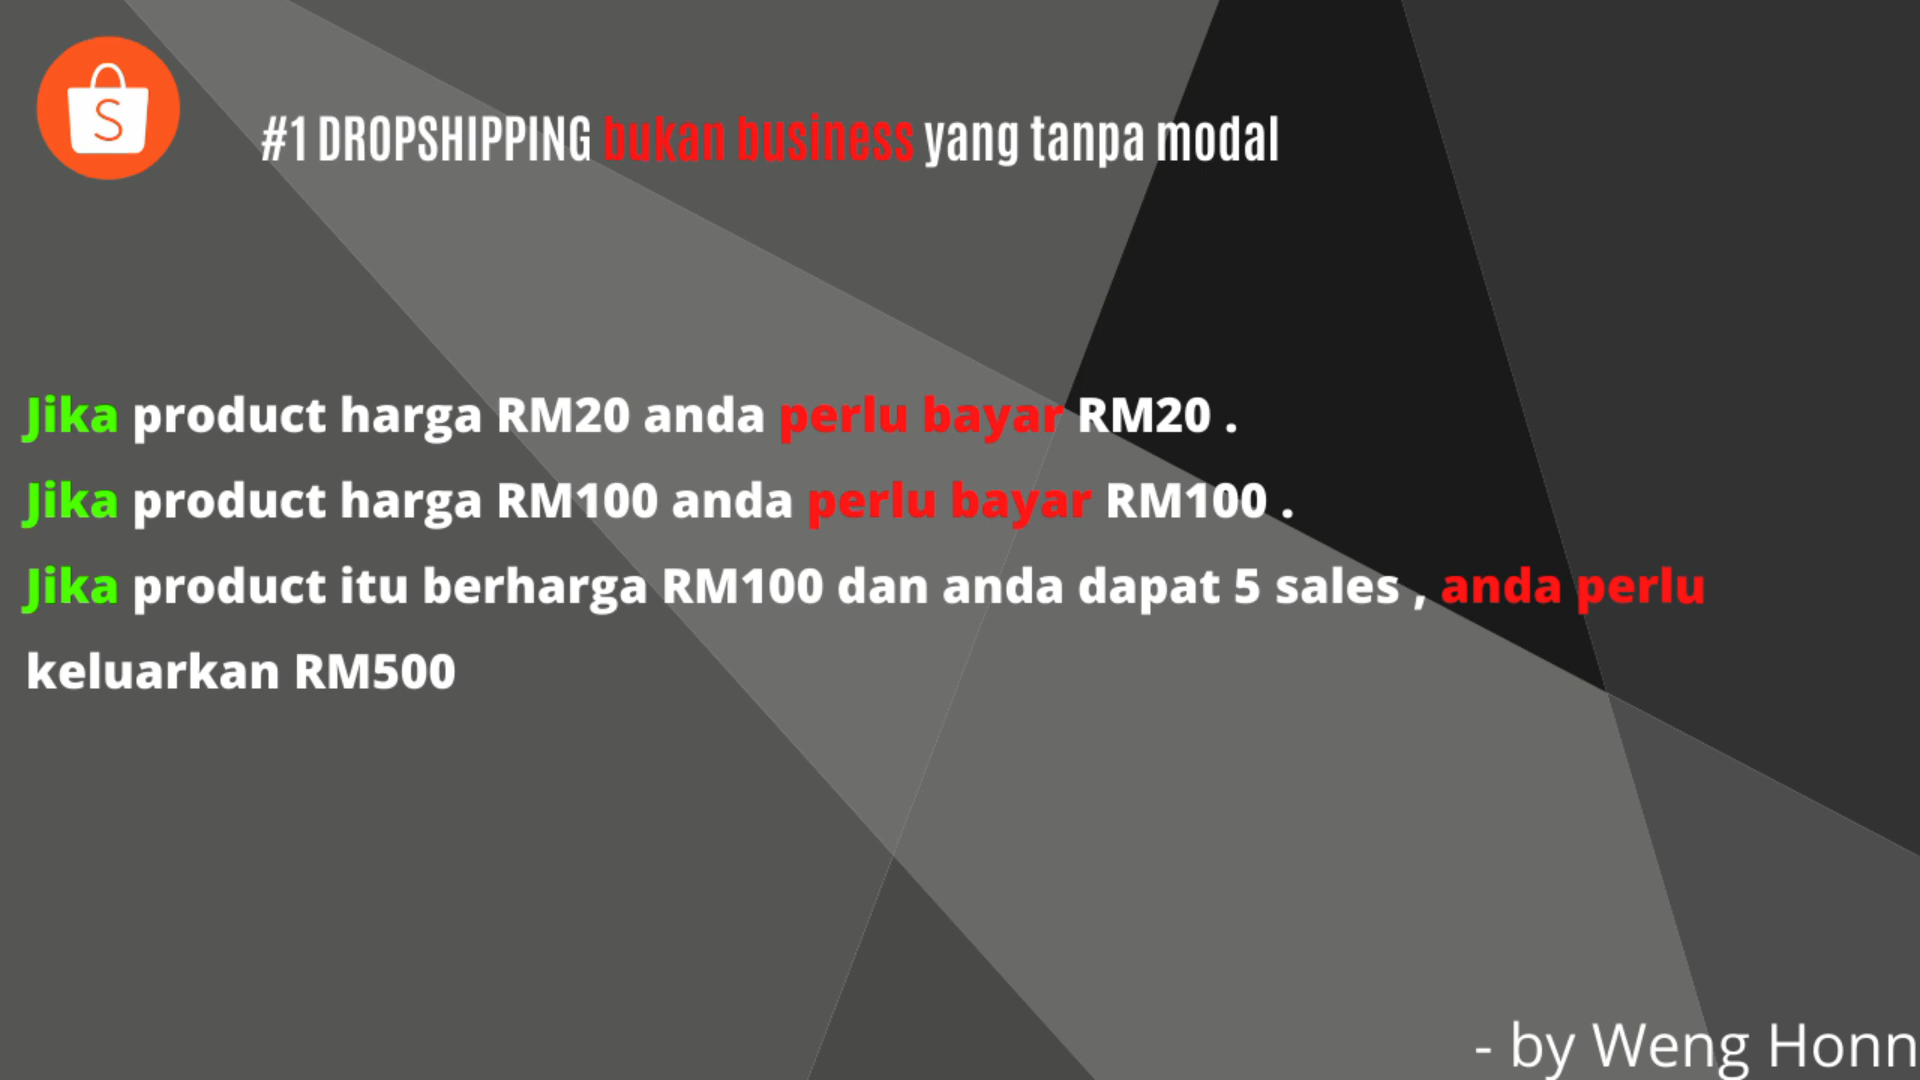 S
#1 DROPSHIPPING bukan business yang tanpa modal
Jika product harga RM20 anda perlu bayar RM20 .
Jika product harga RM100 anda perlu bayar RM100 .
Jika product itu berharga RM100 dan anda dapat 5 sales , anda perlu
keluarkan RM500
- by Weng Honn